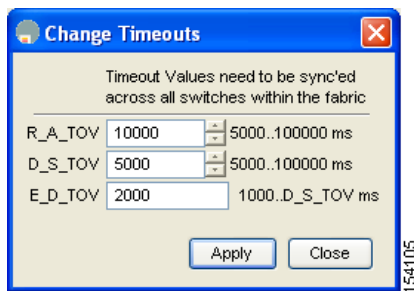 Change Timeouts
Timeout Values need to be sync'ed
across all switches within the fabric
R_A_TOV 10000 5000..100000 ms
D_S_TOV 5000 5000..100000 ms
E_D_TOV 2000 1000..D_S_TOV ms
Apply Close
154105